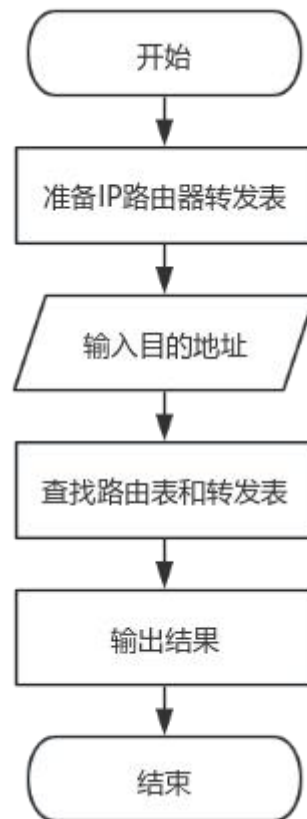 开始
准备IP路由器转发表
输入目的地址
查找路由表和转发表
输出结果
结束